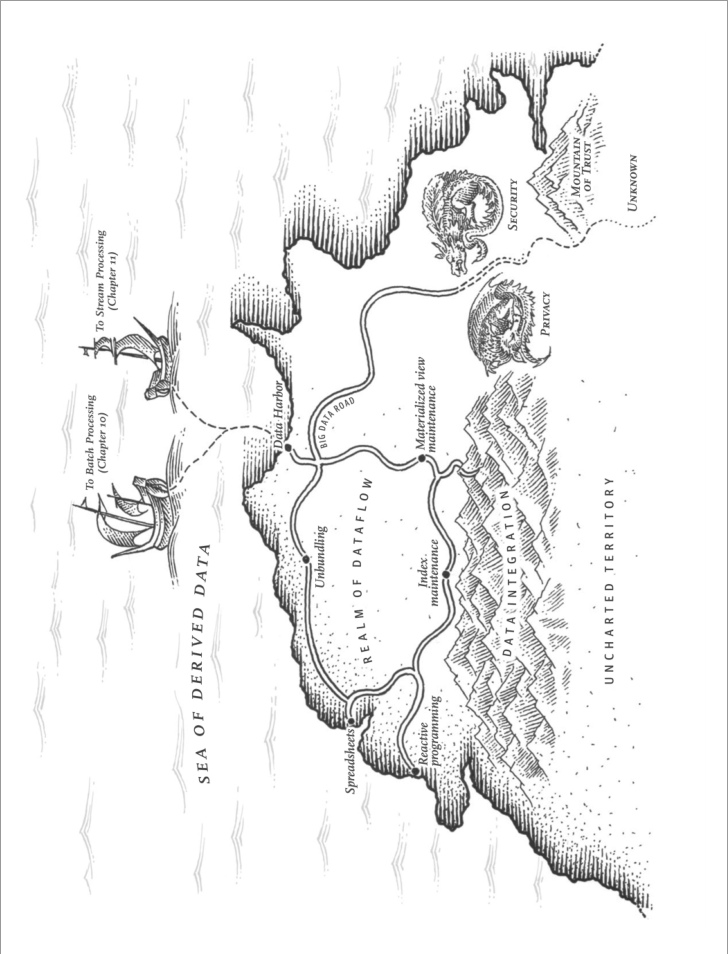 To Batch Processing
(Chapter 10)
To Stream Processing
(Chapter 11)
SEA OF DERIVED DATA
Data Harbor
BIG DATA ROAD
Unbundling
Spreadsheets
REALM OF DATAFLOW
Reactive
programming
Index
maintenance
Materialized view
maintenance
DATA INTEGRATION
UNCHARTED TERRITORY
SECURITY
PRIVACY
MOUNTAIN
OF TRUST
UNKNOWN